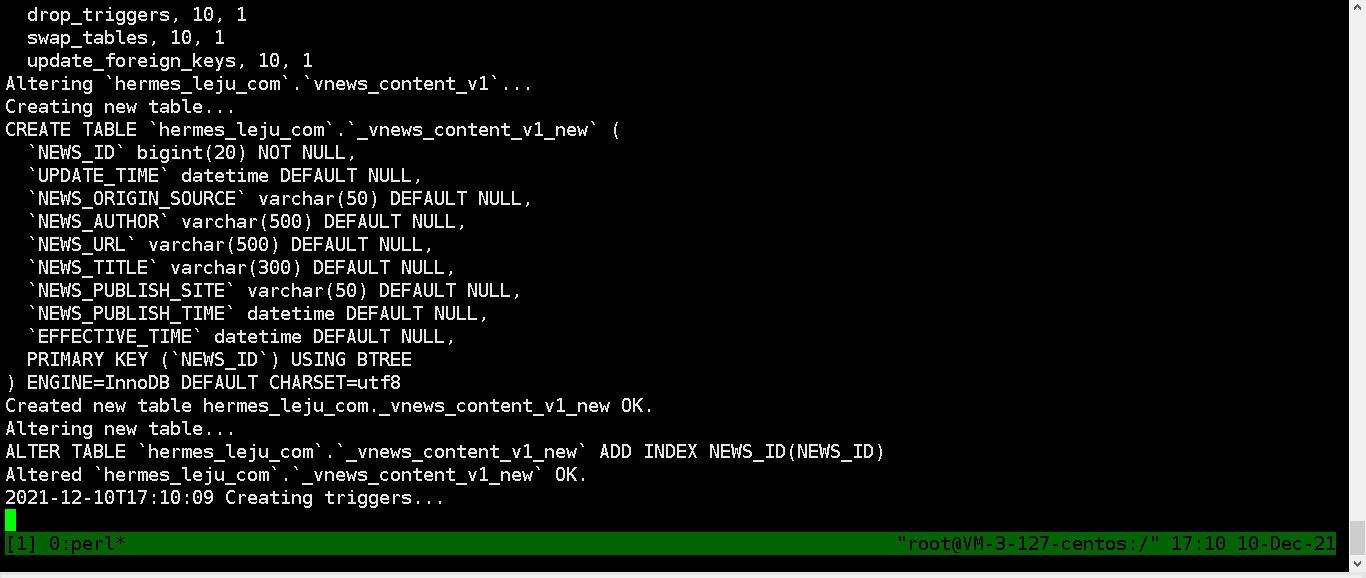 drop_triggers, 10, 1
  swap_tables, 10, 1
  update_foreign_keys, 10, 1
Altering `hermes_leju_com`.`vnews_content_v1`...
Creating new table...
CREATE TABLE `hermes_leju_com`.`_vnews_content_v1_new` (
  `NEWS_ID` bigint(20) NOT NULL,
  `UPDATE_TIME` datetime DEFAULT NULL,
  `NEWS_ORIGIN_SOURCE` varchar(50) DEFAULT NULL,
  `NEWS_AUTHOR` varchar(500) DEFAULT NULL,
  `NEWS_URL` varchar(500) DEFAULT NULL,
  `NEWS_TITLE` varchar(300) DEFAULT NULL,
  `NEWS_PUBLISH_SITE` varchar(50) DEFAULT NULL,
  `NEWS_PUBLISH_TIME` datetime DEFAULT NULL,
  `EFFECTIVE_TIME` datetime DEFAULT NULL,
  PRIMARY KEY (`NEWS_ID`) USING BTREE
) ENGINE=InnoDB DEFAULT CHARSET=utf8
Created new table hermes_leju_com._vnews_content_v1_new OK.
Altering new table...
ALTER TABLE `hermes_leju_com`.`_vnews_content_v1_new` ADD INDEX NEWS_ID(NEWS_ID)
Altered `hermes_leju_com`.`_vnews_content_v1_new` OK.
2021-12-10T17:10:09 Creating triggers...
[1] 0:perl* "root@VM-3-127-centos:/" 17:10 10-Dec-21